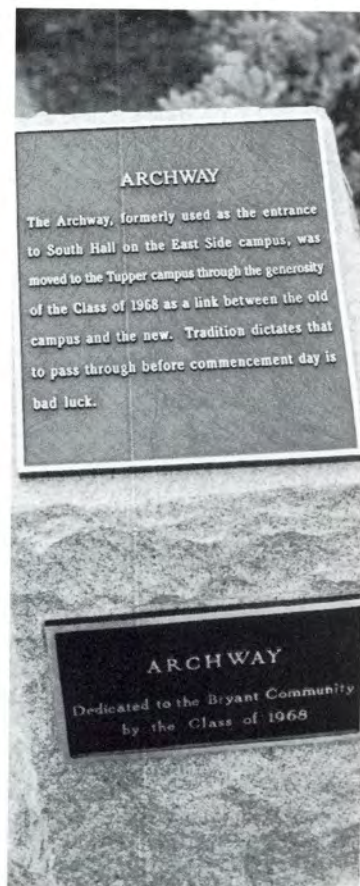 ARCHWAY
The Archway, formerly used as the entrance
to South Hall on the East Side campus, was
moved to the Tupper campus through the generosity
of the Class of 1968 as a link between the old
campus and the new. Tradition dictates that
to pass through before commencement day is
bad luck.
ARCHWAY
Dedicated to the Bryant Community
by the Class of 1968